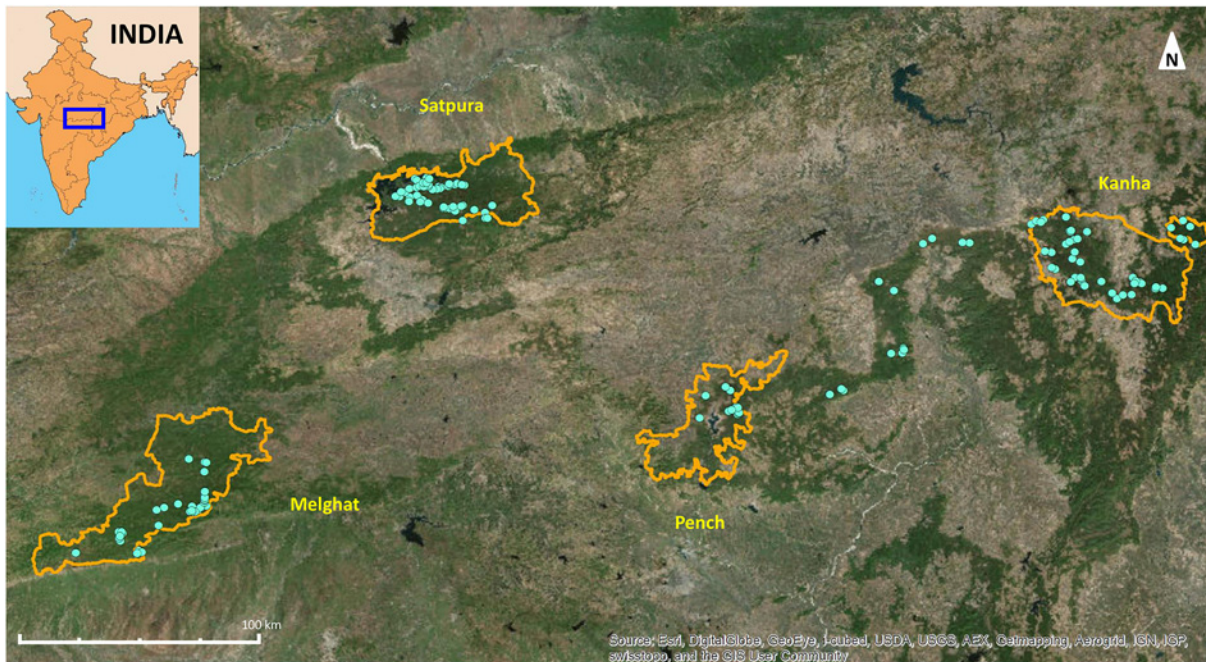 INDIA
N
Satpura
Kanha
Melghat
Pench
100 km
Source: Esri, DigitalGlobe, GeoEye, i-cubed, USDA, USGS, AEX, Getmapping, Aerogrid, IGN, IGP,
swisstopo, and the GIS User Community